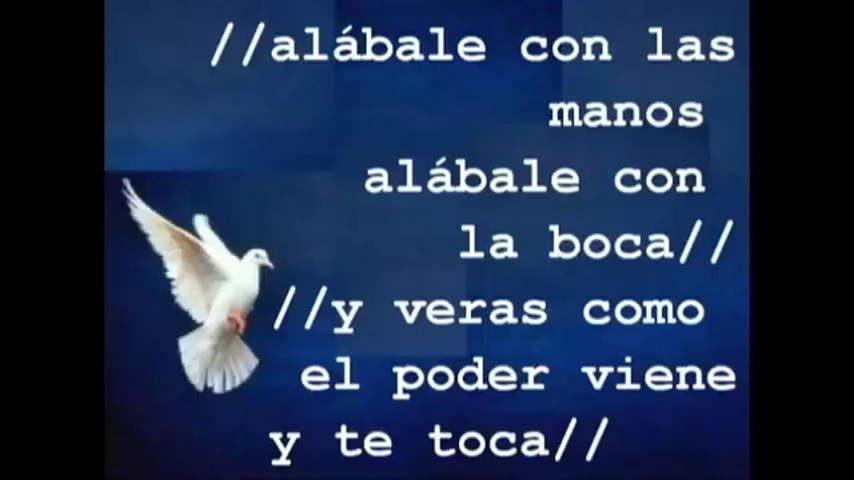 //alábale con las
manos
alábale con
la boca//
//y veras como
el poder viene
y te toca//